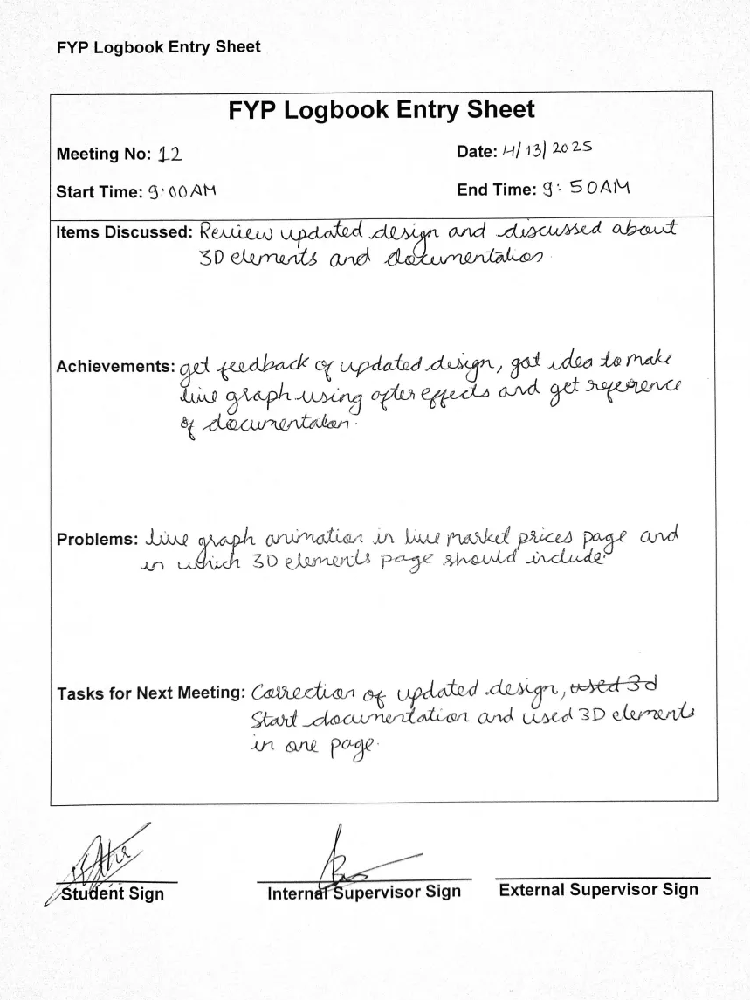 FYP Logbook Entry Sheet
FYP Logbook Entry Sheet
Meeting No: 12
Date: 4/13/2025
Start Time: 9:00AM
End Time: 9:50AM
Items Discussed: Review updated design and discussed about
3D elements and documentation.
Achievements: get feedback of updated design, got idea to make
live graph using after effects and get reference
of documentation.
Problems: live graph animation in live market prices page and
in which 3D elements page should include.
Tasks for Next Meeting: Correction of updated design, used 3d
Start documentation and used 3D elements
in one page.
Student Sign
Internal Supervisor Sign
External Supervisor Sign